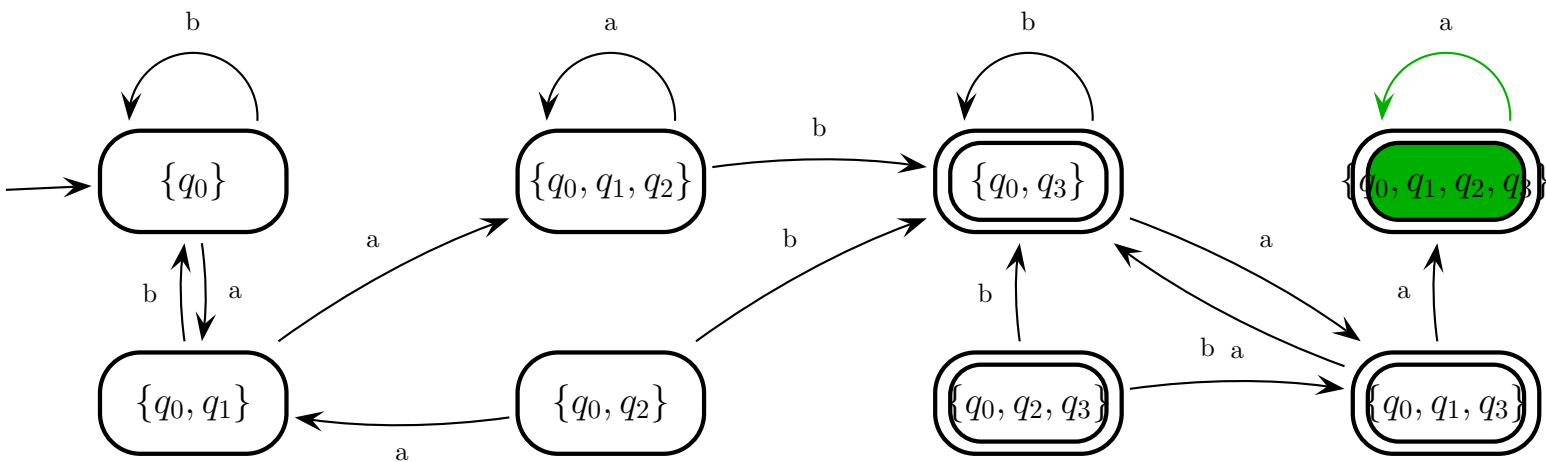 b a b a
{q₀} {q₀, q₁, q₂} {q₀, q₃} {q₀, q₁, q₂, q₃}
b
a b a
b a b a
b a
{q₀, q₁} {q₀, q₂} {q₀, q₂, q₃} {q₀, q₁, q₃}
a